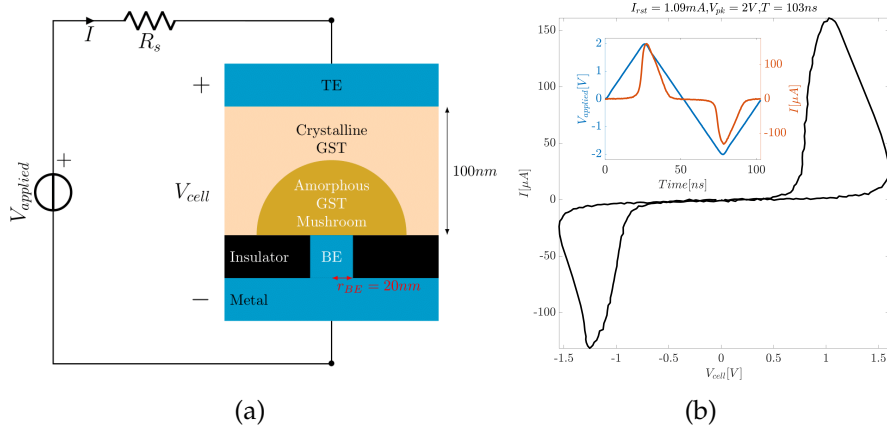 I
R_s
+
TE
Crystalline
GST
100nm
V_cell
Amorphous
GST
Mushroom
V_applied
+
Insulator
BE
r_BE = 20nm
−
Metal
(a)
I_rst = 1.09mA, V_pk = 2V, T = 103ns
I[μA]
150
100
50
0
-50
-100
-1.5 -1 -0.5 0 0.5 1 1.5
V_cell[V]
V_applied[V]
2
1
0
-1
-2
0 50 100
Time[ns]
I[μA]
100
0
-100
(b)